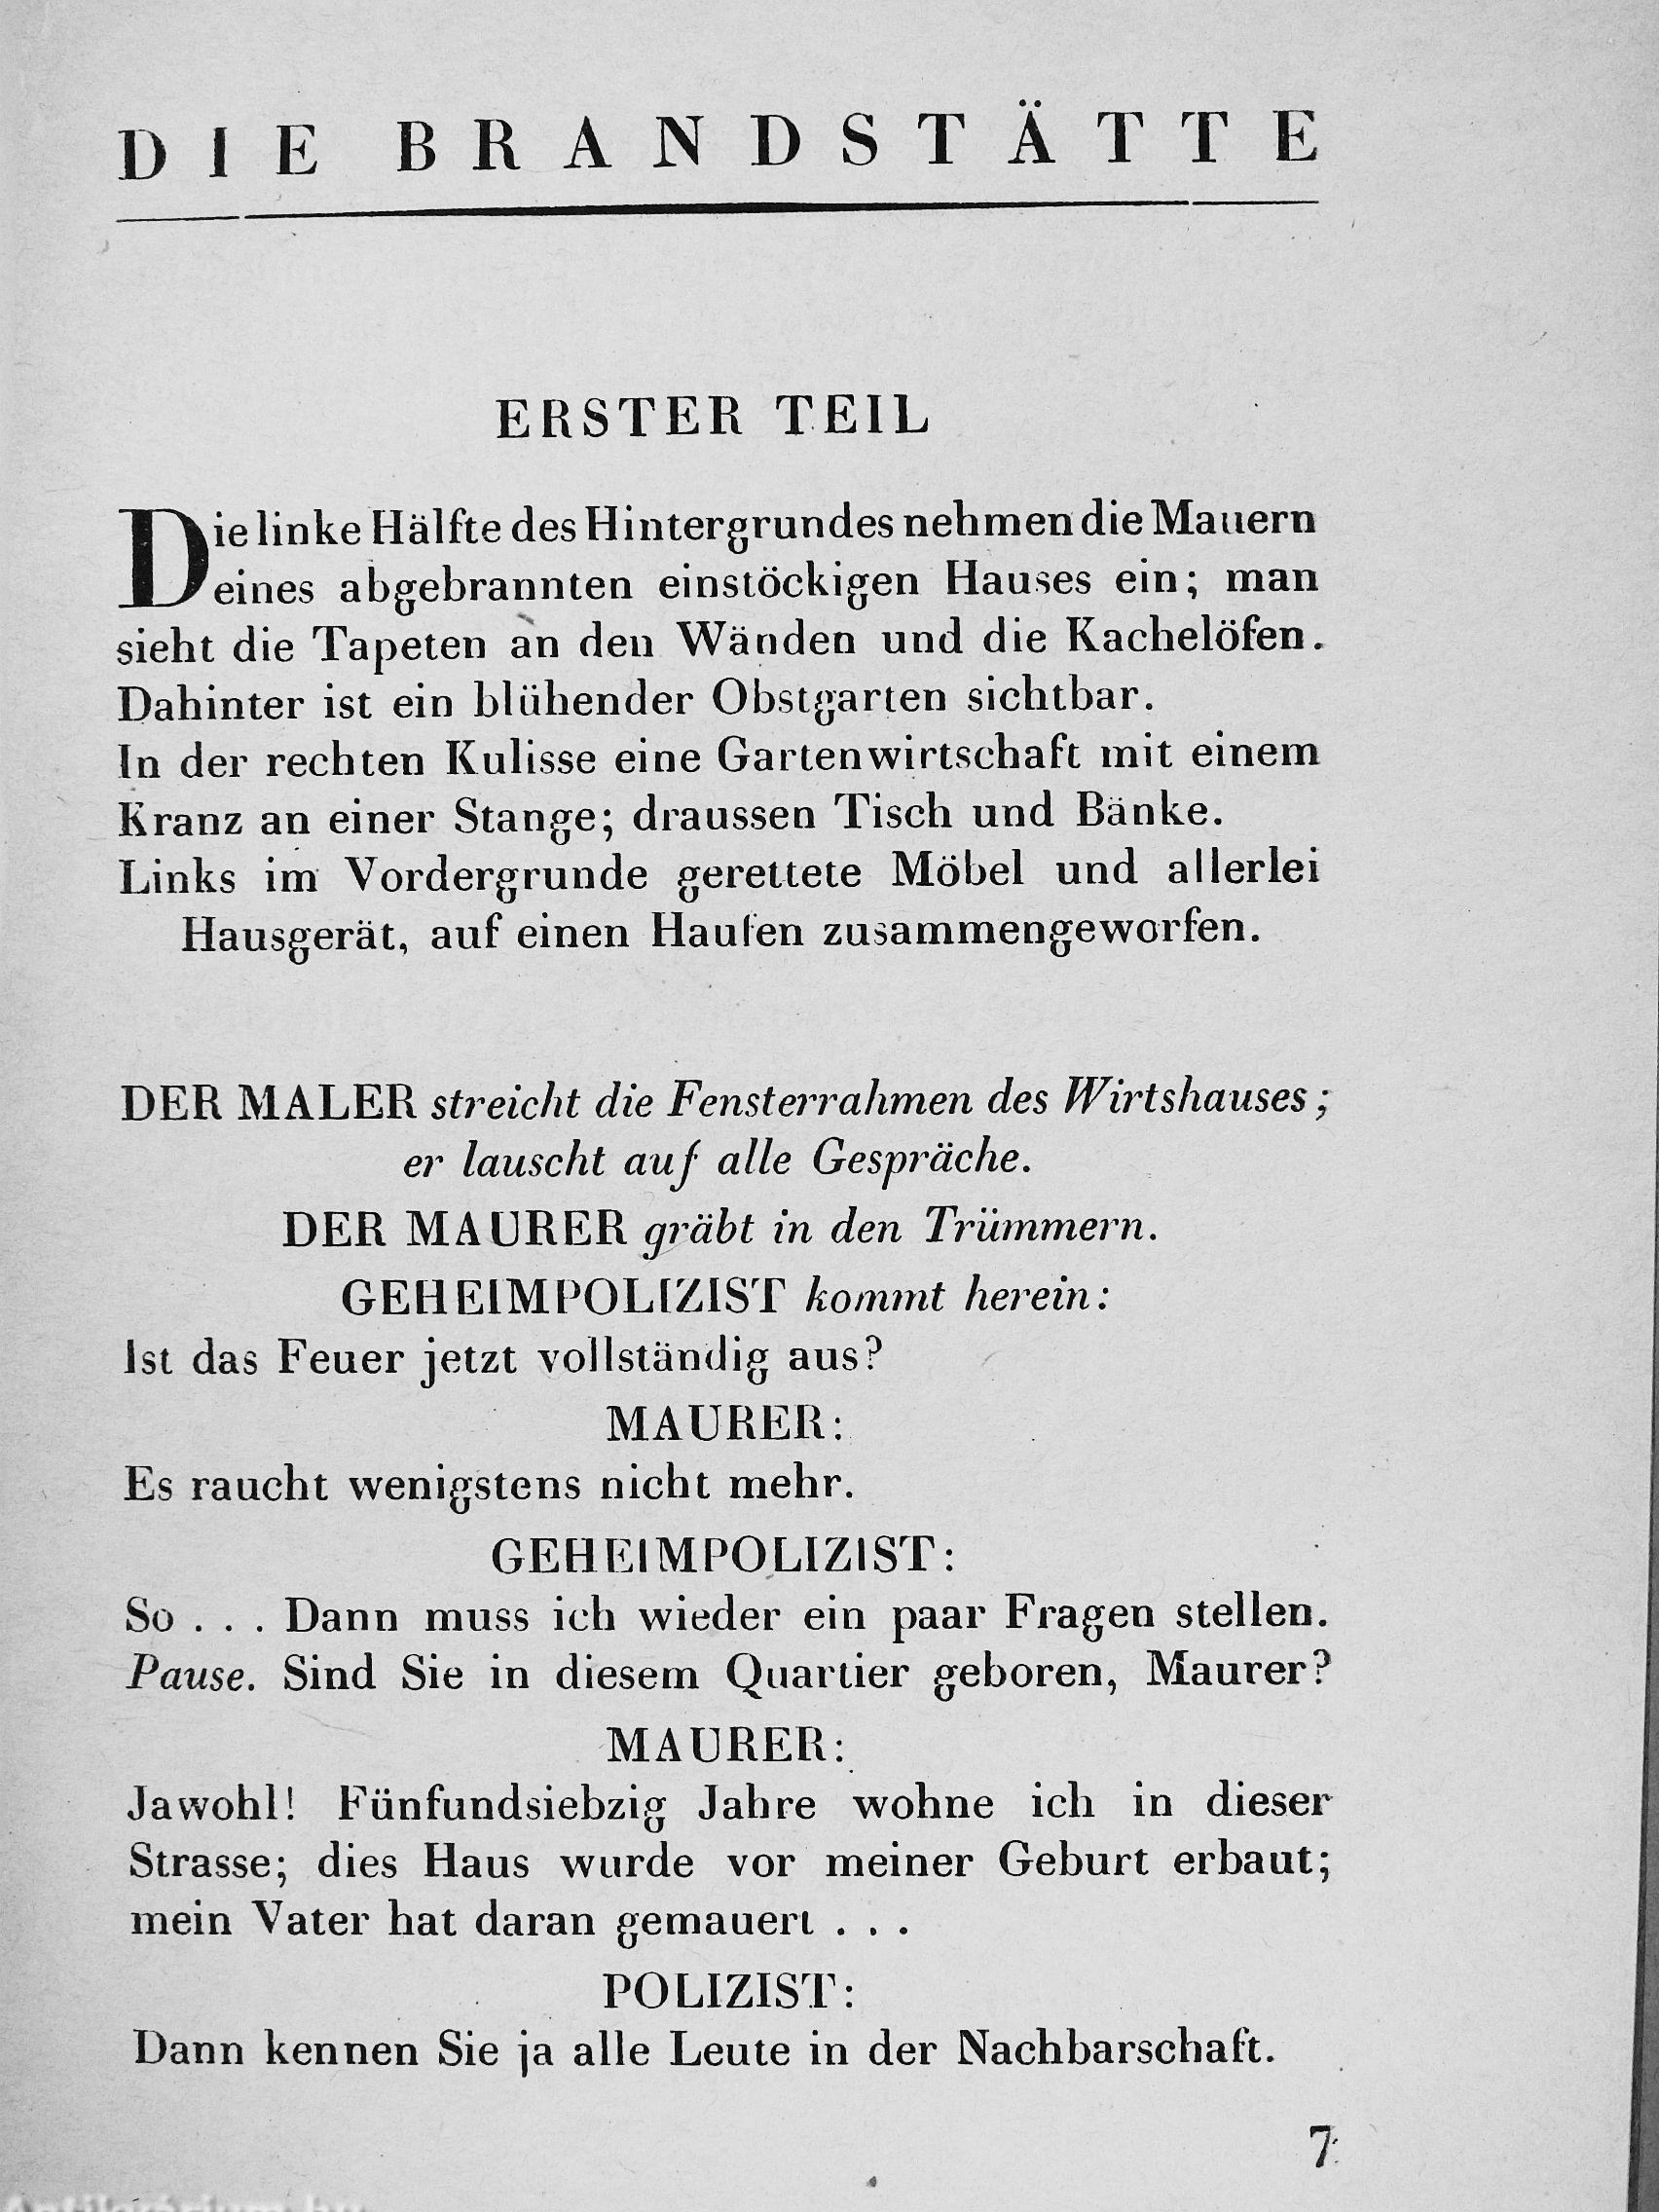 DIE BRANDSTÄTTE
ERSTER TEIL
Die linke Hälfte des Hintergrundes nehmen die Mauern
eines abgebrannten einstöckigen Hauses ein; man
sieht die Tapeten an den Wänden und die Kachelöfen.
Dahinter ist ein blühender Obstgarten sichtbar.
In der rechten Kulisse eine Gartenwirtschaft mit einem
Kranz an einer Stange; draussen Tisch und Bänke.
Links im Vordergrunde gerettete Möbel und allerlei
Hausgerät, auf einen Haufen zusammengeworfen.
DER MALER streicht die Fensterrahmen des Wirtshauses;
er lauscht auf alle Gespräche.
DER MAURER gräbt in den Trümmern.
GEHEIMPOLIZIST kommt herein:
Ist das Feuer jetzt vollständig aus?
MAURER:
Es raucht wenigstens nicht mehr.
GEHEIMPOLIZIST:
So . . . Dann muss ich wieder ein paar Fragen stellen.
Pause. Sind Sie in diesem Quartier geboren, Maurer?
MAURER:
Jawohl! Fünfundsiebzig Jahre wohne ich in dieser
Strasse; dies Haus wurde vor meiner Geburt erbaut;
mein Vater hat daran gemauert . . .
POLIZIST:
Dann kennen Sie ja alle Leute in der Nachbarschaft.
7